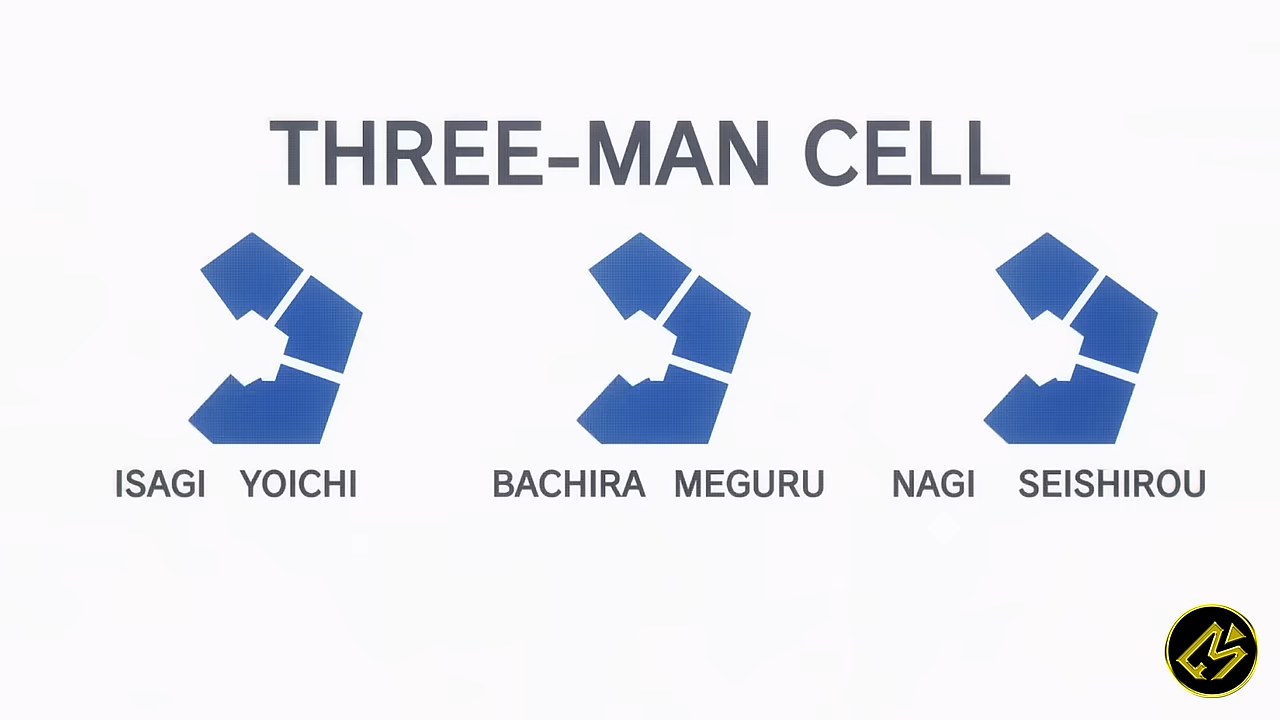 THREE-MAN CELL
ISAGI YOICHI
BACHIRA MEGURU
NAGI SEISHIROU